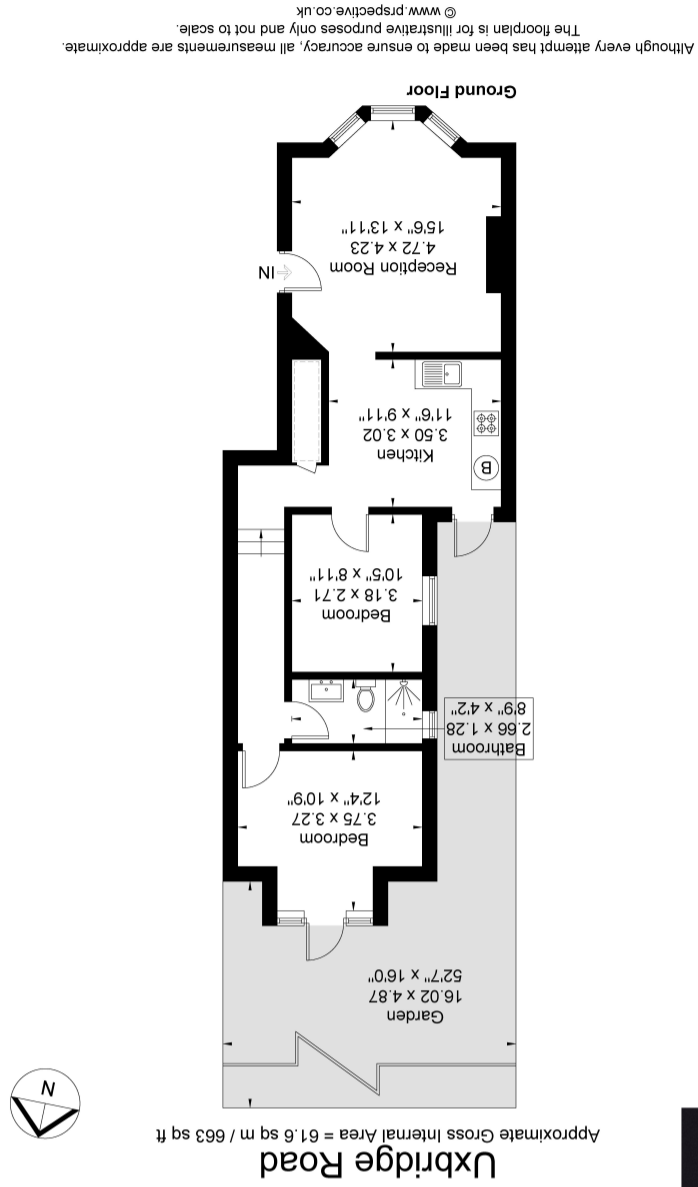 Uxbridge Road
Approximate Gross Internal Area = 61.6 sq m / 663 sq ft
N
Garden
16.02 x 4.87
52'7" x 16'0"
Bedroom
3.75 x 3.27
12'4" x 10'9"
Bathroom
2.66 x 1.28
8'9" x 4'2"
Bedroom
3.18 x 2.71
10'5" x 8'11"
B
Kitchen
3.50 x 3.02
11'6" x 9'11"
IN
Reception Room
4.72 x 4.23
15'6" x 13'11"
Ground Floor
Although every attempt has been made to ensure accuracy, all measurements are approximate.
The floorplan is for illustrative purposes only and not to scale.
© www.prspective.co.uk